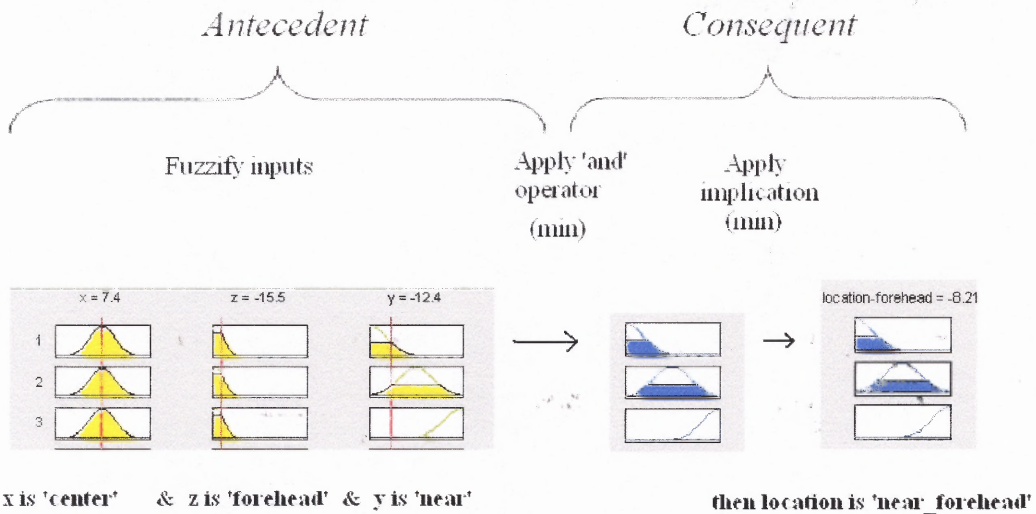 Antecedent
Consequent
Fuzzify inputs
Apply 'and'
operator
(min)
Apply
implication
(min)
x = 7.4
z = -15.5
y = -12.4
location-forehead = -8.21
1
2
3
x is 'center' & z is 'forehead' & y is 'near'
then location is 'near_forehead'